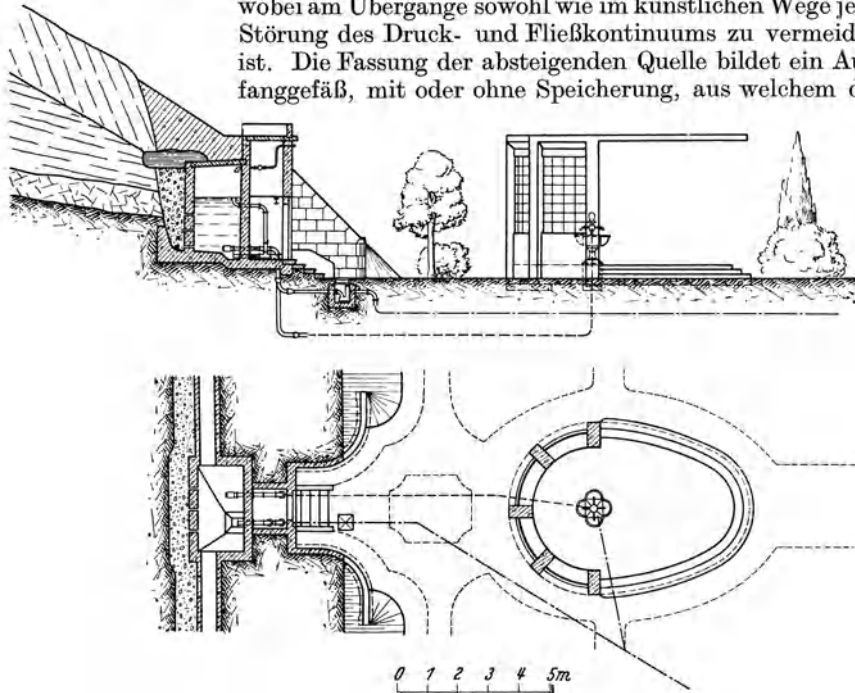 wobei am Übergange sowohl wie im künstlichen Wege je
Störung des Druck- und Fließkontinuums zu vermeid
ist. Die Fassung der absteigenden Quelle bildet ein Au
fanggefäß, mit oder ohne Speicherung, aus welchem d
0 1 2 3 4 5m